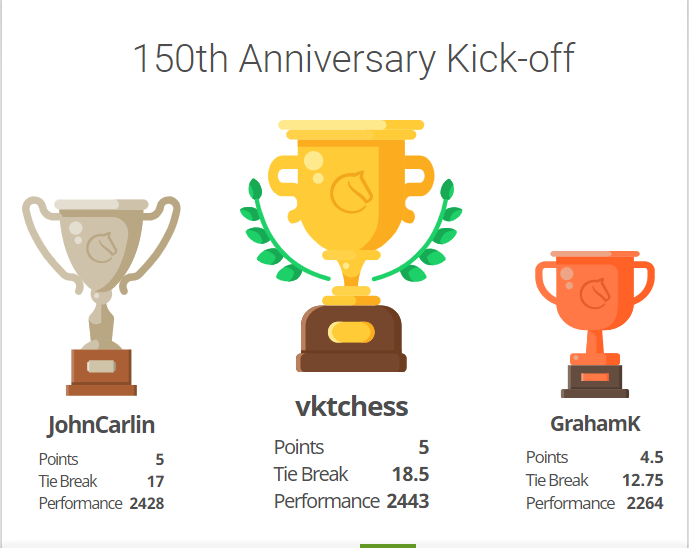 150th Anniversary Kick-off
JohnCarlin
Points 5
Tie Break 17
Performance 2428
vktchess
Points 5
Tie Break 18.5
Performance 2443
GrahamK
Points 4.5
Tie Break 12.75
Performance 2264